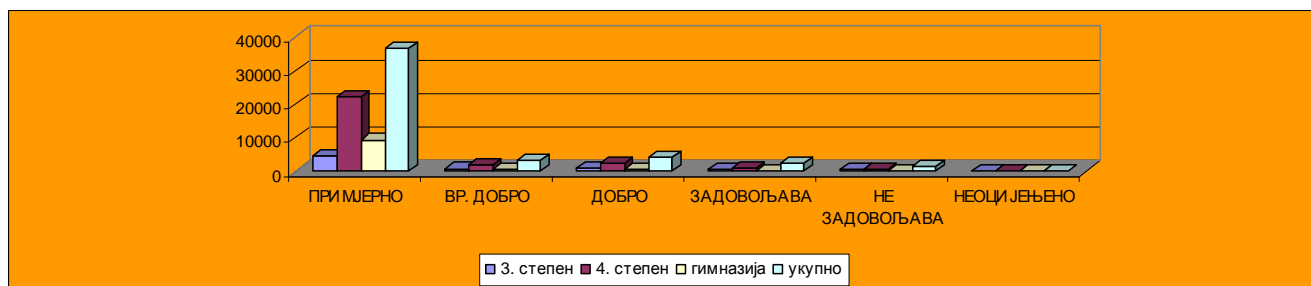 40000
30000
20000
10000
0
ПРИМЈЕРНО
ВР. ДОБРО
ДОБРО
ЗАДОВОЉАВА
НЕ
ЗАДОВОЉАВА
НЕОЦИЈЕЊЕНО
3. степен 4. степен гимназија укупно